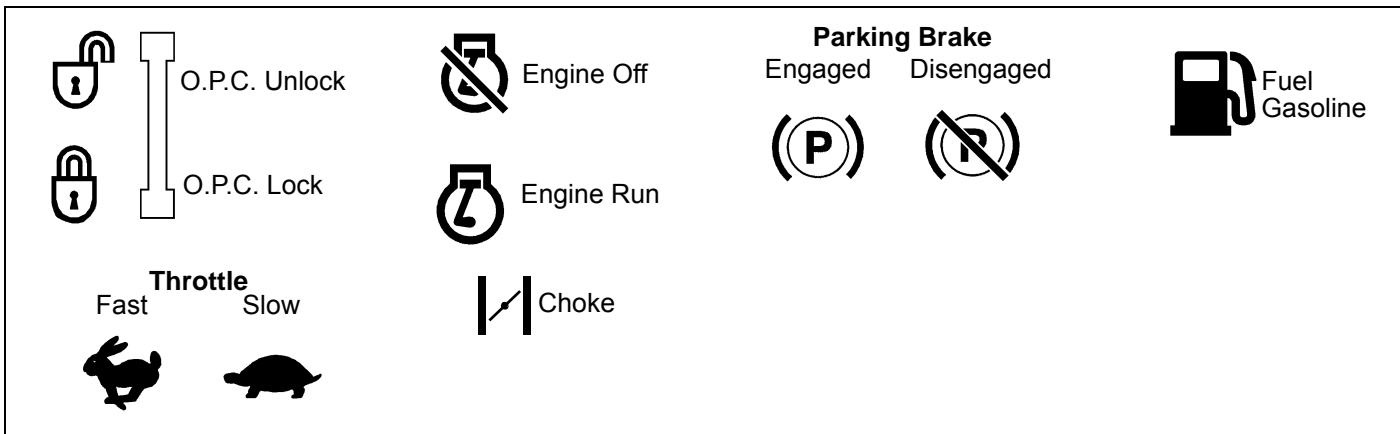 O.P.C. Unlock
O.P.C. Lock
Throttle
Fast Slow
Engine Off
Engine Run
Choke
Parking Brake
Engaged Disengaged
P P
Fuel
Gasoline